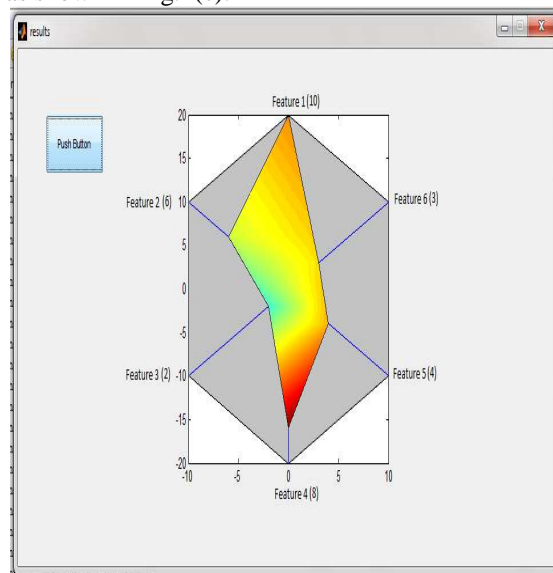 results
Push Button
Feature 1 (10)
20
15
Feature 2 (6)
10
Feature 6 (3)
5
0
-5
Feature 3 (2)
-10
Feature 5 (4)
-15
-20
-10
-5
0
5
10
Feature 4 (8)